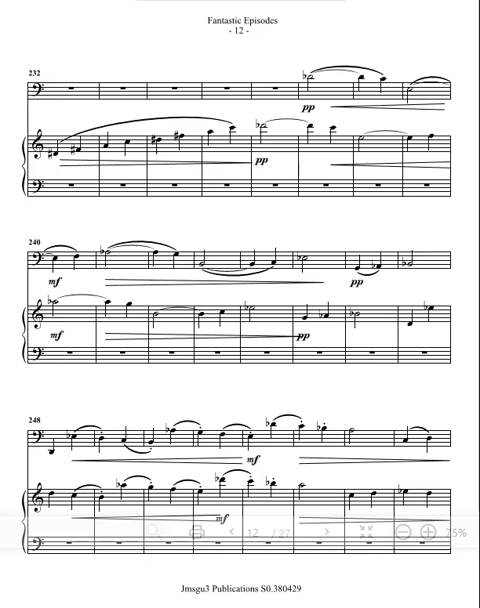 Fantastic Episodes
- 12 -
232
pp
pp
240
mf
pp
mf
pp
248
mf
mf
12 / 27
75%
Jmsgu3 Publications S0.380429